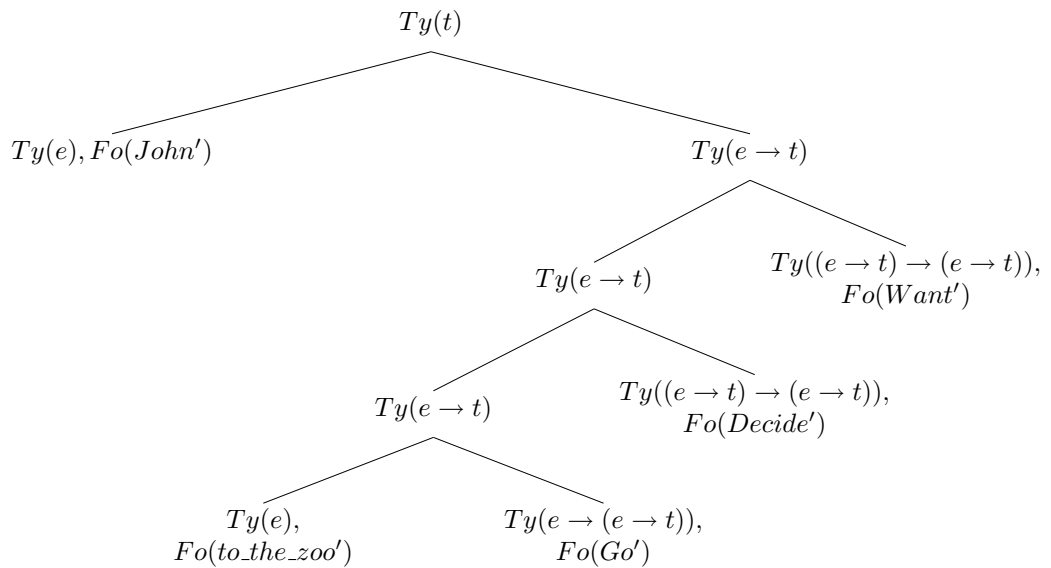 Ty(t)
Ty(e), Fo(John′)
Ty(e → t)
Ty(e → t)
Ty((e → t) → (e → t)),
Fo(Want′)
Ty(e → t)
Ty((e → t) → (e → t)),
Fo(Decide′)
Ty(e),
Fo(to_the_zoo′)
Ty(e → (e → t)),
Fo(Go′)